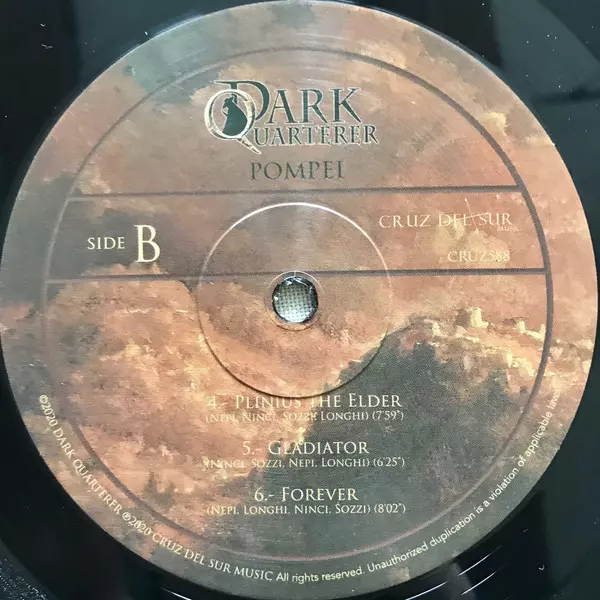 DARK
QUARTERER
POMPEI
SIDE B
CRUZ DEL SUR
MUSIC
CRUZ588
4.- PLINIUS THE ELDER
(NEPI, NINCI, SOZZI, LONGHI) (7'59")
5.- GLADIATOR
(NINCI, SOZZI, NEPI, LONGHI) (6'25")
6.- FOREVER
(NEPI, LONGHI, NINCI, SOZZI) (8'02")
©2020 DARK QUARTERER ℗2020 CRUZ DEL SUR MUSIC All rights reserved. Unauthorized duplication is a violation of applicable laws.